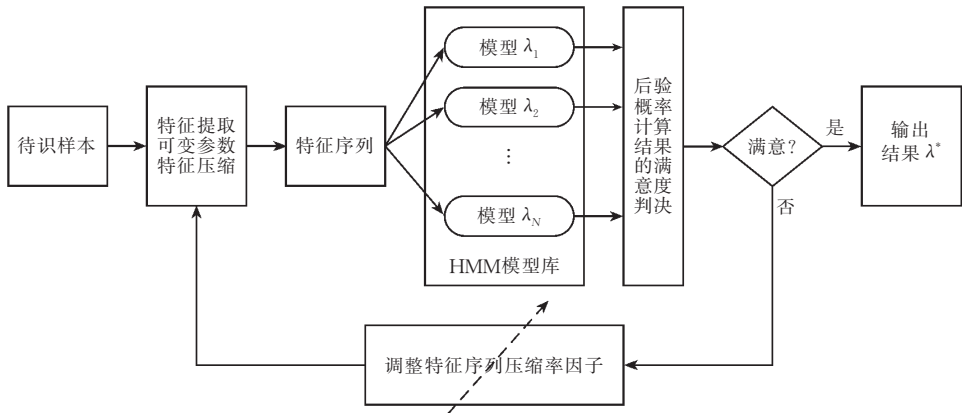 待识样本
特征提取
可变参数
特征压缩
特征序列
模型 λ₁
模型 λ₂
⋮
模型 λ_N
HMM模型库
后验
概率
计算
结果
的满
意度
判决
满意?
是
否
输出
结果 λ*
调整特征序列压缩率因子